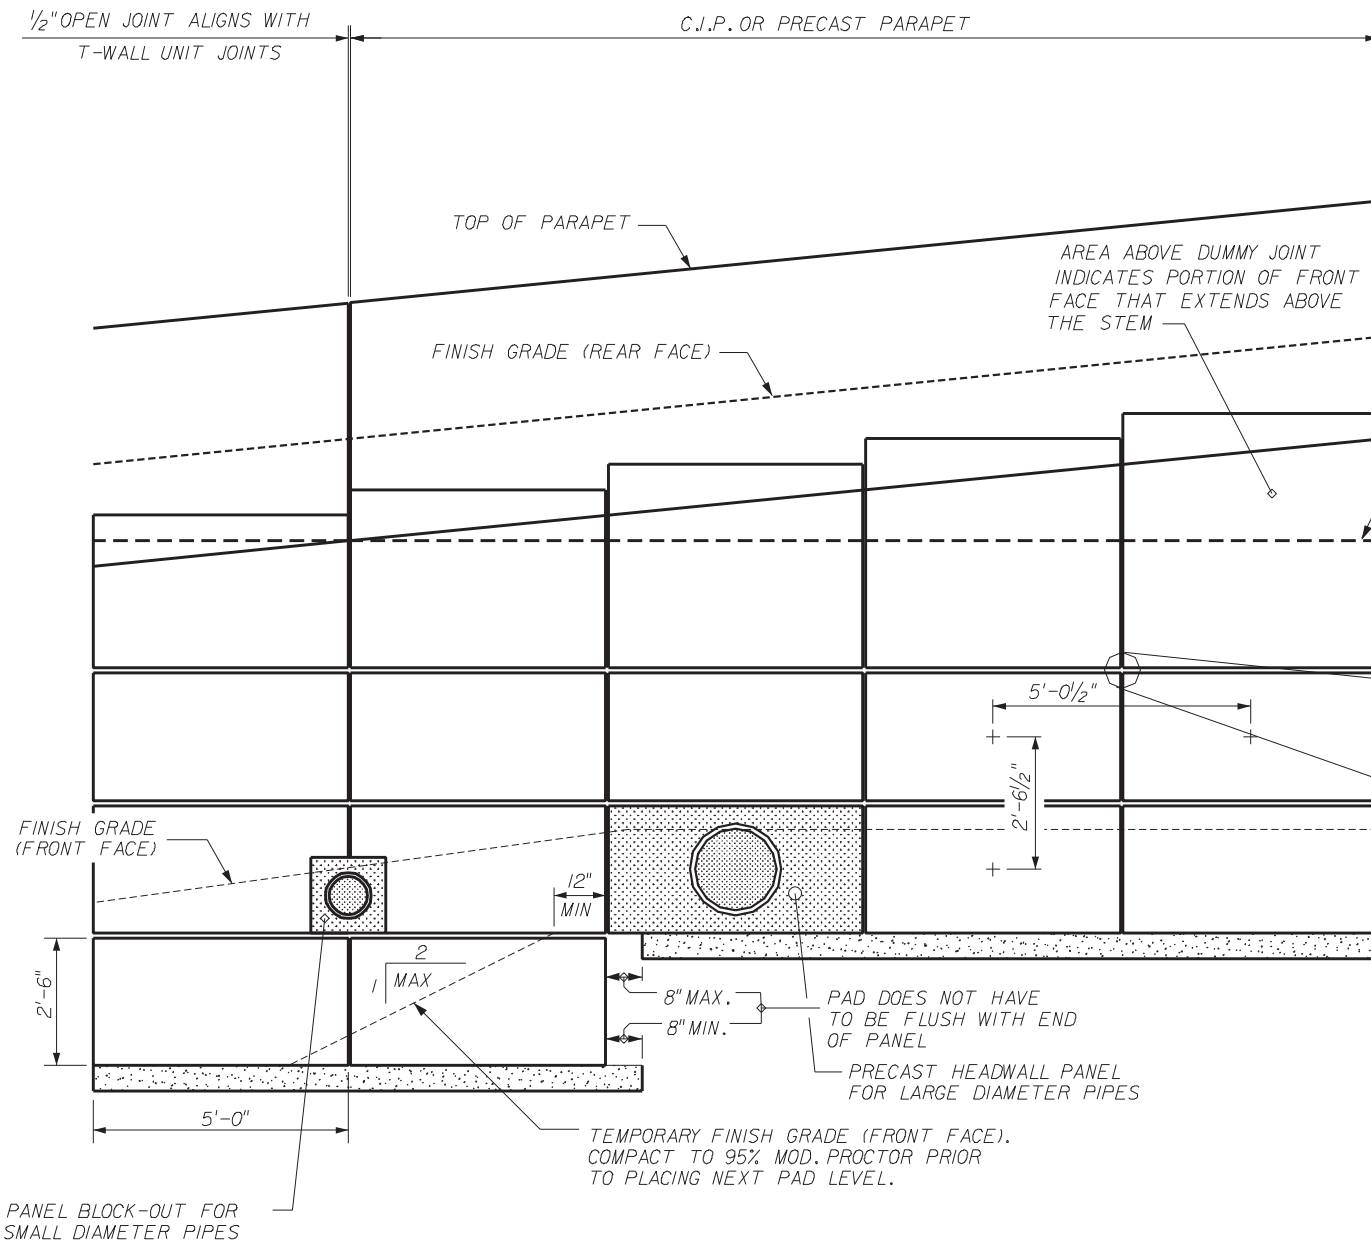 ½" OPEN JOINT ALIGNS WITH
T-WALL UNIT JOINTS
C.I.P. OR PRECAST PARAPET
TOP OF PARAPET
AREA ABOVE DUMMY JOINT
INDICATES PORTION OF FRONT
FACE THAT EXTENDS ABOVE
THE STEM
FINISH GRADE (REAR FACE)
5'-0½"
2'-6½"
FINISH GRADE
(FRONT FACE)
12"
MIN
2
1
MAX
2'-6"
8" MAX.
8" MIN.
PAD DOES NOT HAVE
TO BE FLUSH WITH END
OF PANEL
PRECAST HEADWALL PANEL
FOR LARGE DIAMETER PIPES
5'-0"
TEMPORARY FINISH GRADE (FRONT FACE).
COMPACT TO 95% MOD. PROCTOR PRIOR
TO PLACING NEXT PAD LEVEL.
PANEL BLOCK-OUT FOR
SMALL DIAMETER PIPES